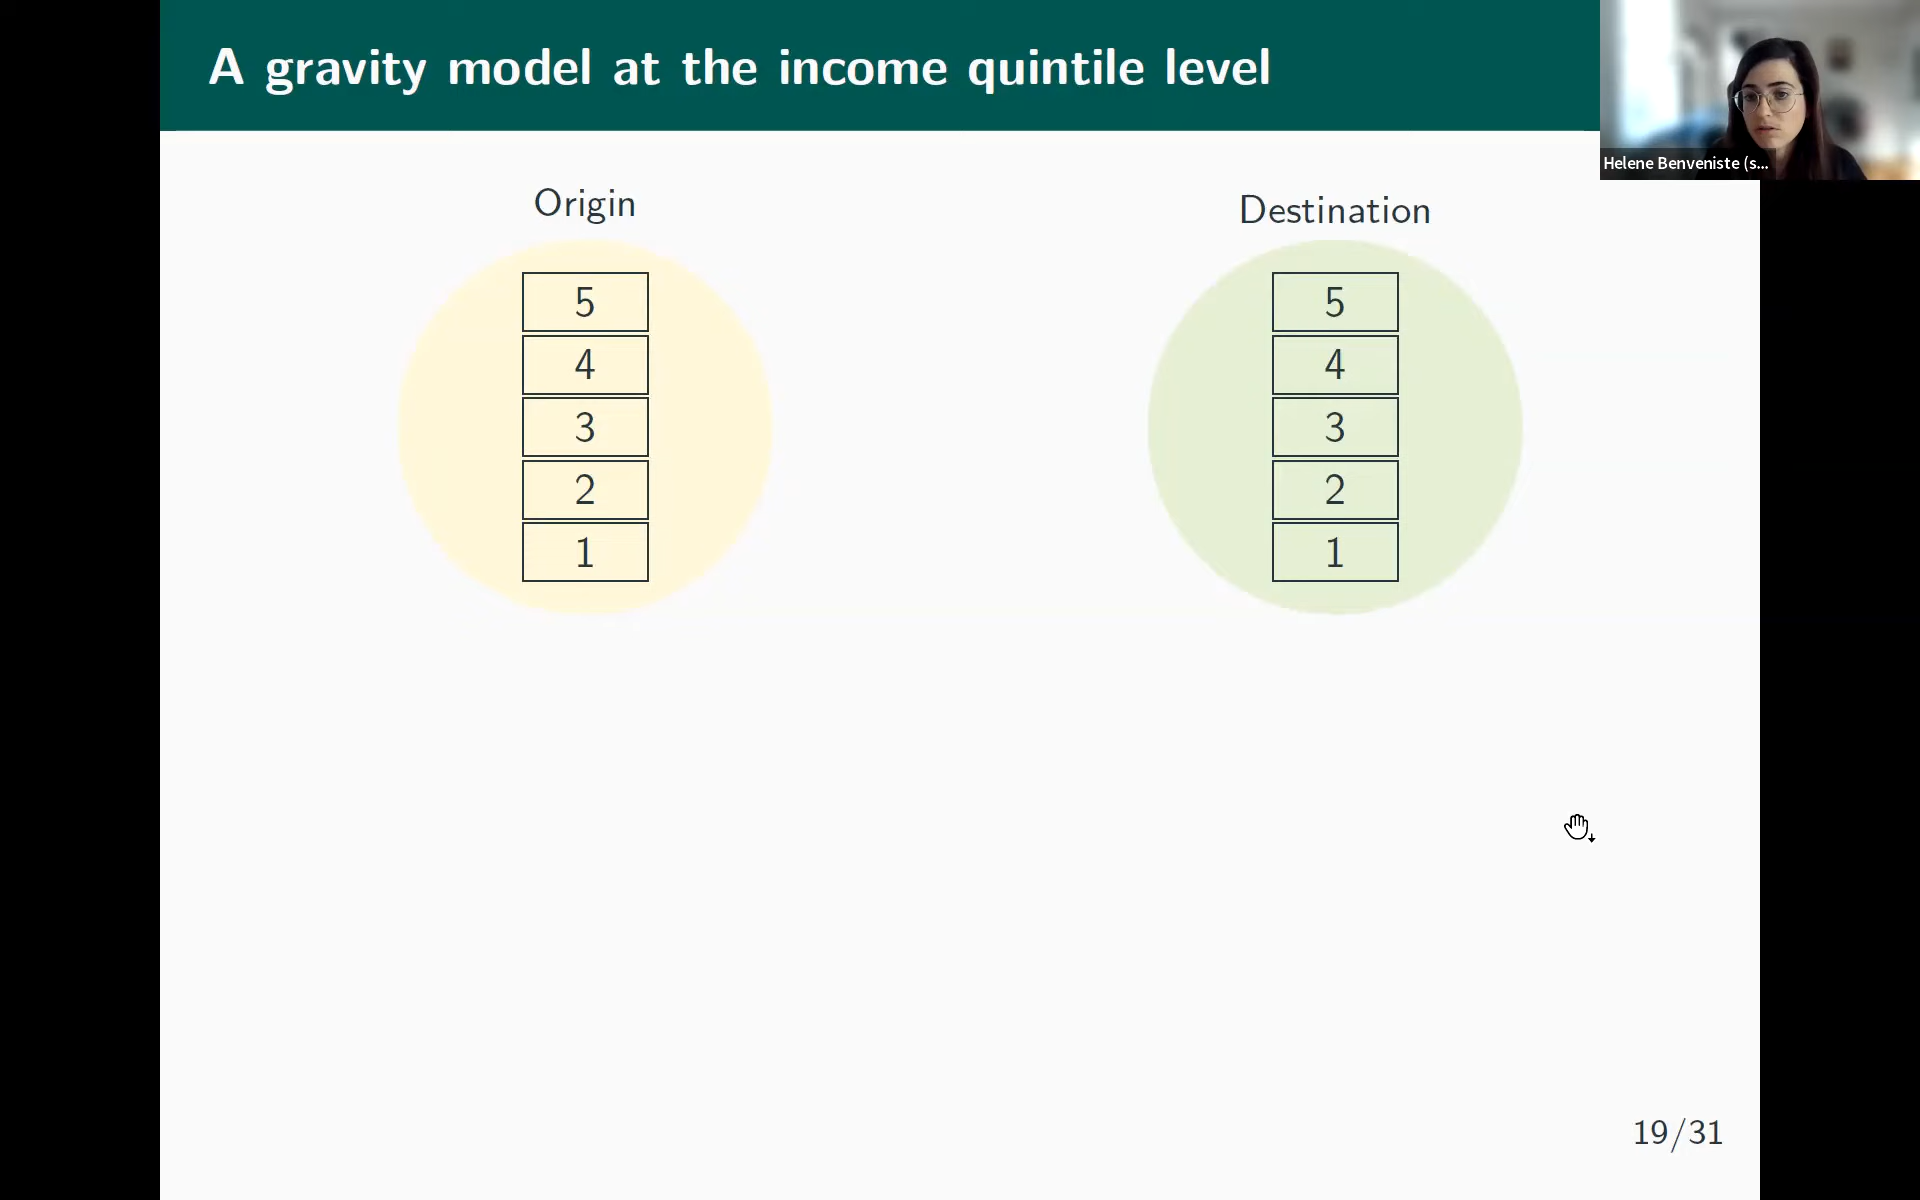 A gravity model at the income quintile level
Helene Benveniste (s...
Origin
5
4
3
2
1
Destination
5
4
3
2
1
19/31